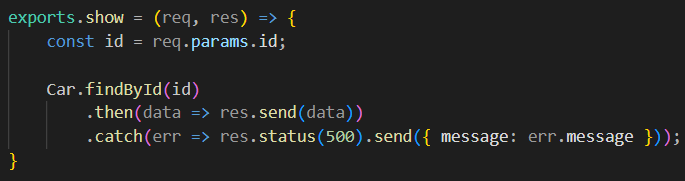 exports.show = (req, res) => {
    const id = req.params.id;

    Car.findById(id)
        .then(data => res.send(data))
        .catch(err => res.status(500).send({ message: err.message }));
}